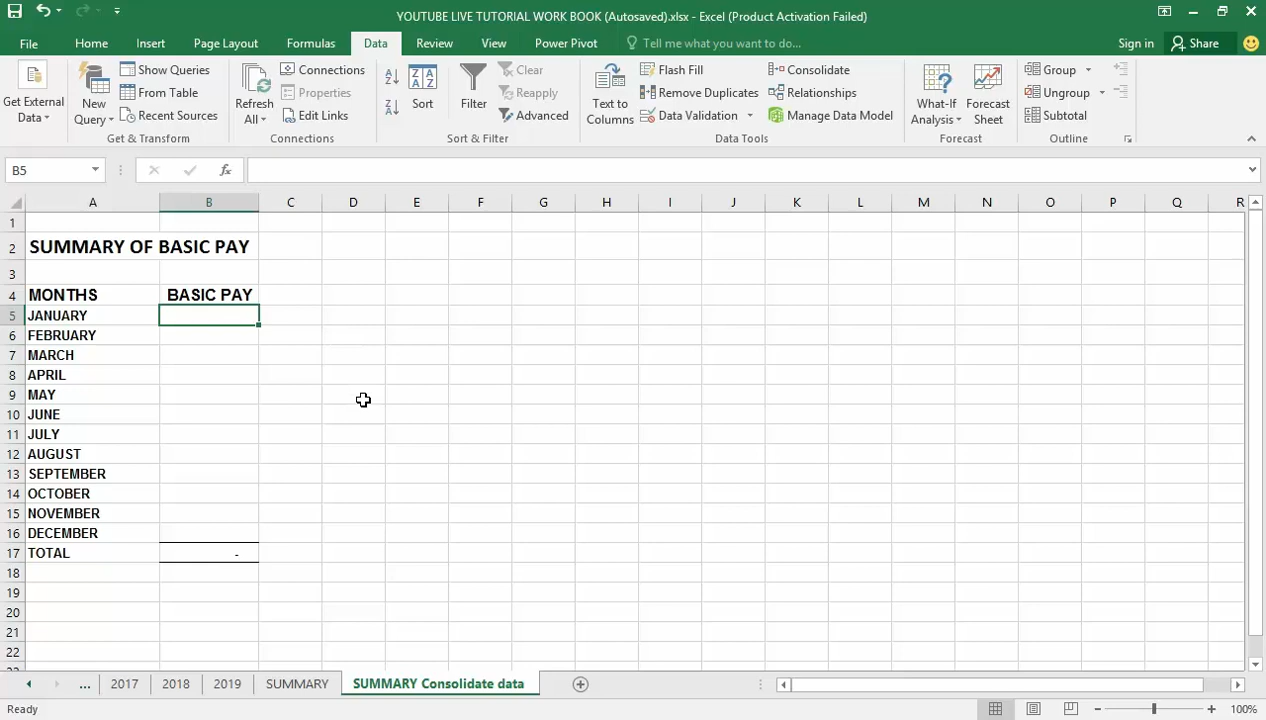 YOUTUBE LIVE TUTORIAL WORK BOOK (Autosaved).xlsx - Excel (Product Activation Failed)
File Home Insert Page Layout Formulas Data Review View Power Pivot Tell me what you want to do... Sign in Share
Get External Data
New Query
Show Queries
From Table
Recent Sources
Get & Transform
Refresh All
Connections
Properties
Edit Links
Connections
Sort
Filter
Clear
Reapply
Advanced
Sort & Filter
Text to Columns
Flash Fill
Remove Duplicates
Data Validation
Consolidate
Relationships
Manage Data Model
Data Tools
What-If Analysis
Forecast Sheet
Forecast
Group
Ungroup
Subtotal
Outline
B5 fx
A B C D E F G H I J K L M N O P Q R
1
2 SUMMARY OF BASIC PAY
3
4 MONTHS BASIC PAY
5 JANUARY
6 FEBRUARY
7 MARCH
8 APRIL
9 MAY
10 JUNE
11 JULY
12 AUGUST
13 SEPTEMBER
14 OCTOBER
15 NOVEMBER
16 DECEMBER
17 TOTAL -
18
19
20
21
22
... 2017 2018 2019 SUMMARY SUMMARY Consolidate data
Ready 100%